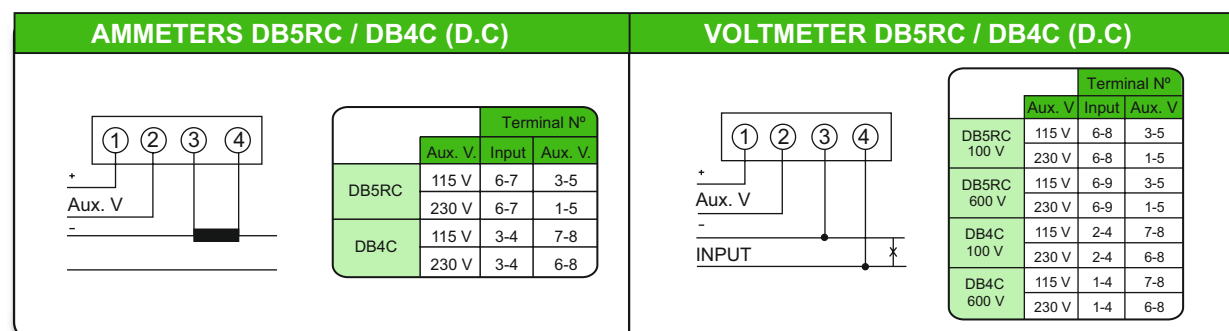 AMMETERS DB5RC / DB4C (D.C)
1 2 3 4
+
Aux. V
-
Terminal Nº
Aux. V. Input Aux. V.
DB5RC
115 V 6-7 3-5
230 V 6-7 1-5
DB4C
115 V 3-4 7-8
230 V 3-4 6-8
VOLTMETER DB5RC / DB4C (D.C)
1 2 3 4
+
Aux. V
-
INPUT
x
Terminal Nº
Aux. V Input Aux. V
DB5RC
100 V
115 V 6-8 3-5
230 V 6-8 1-5
DB5RC
600 V
115 V 6-9 3-5
230 V 6-9 1-5
DB4C
100 V
115 V 2-4 7-8
230 V 2-4 6-8
DB4C
600 V
115 V 1-4 7-8
230 V 1-4 6-8